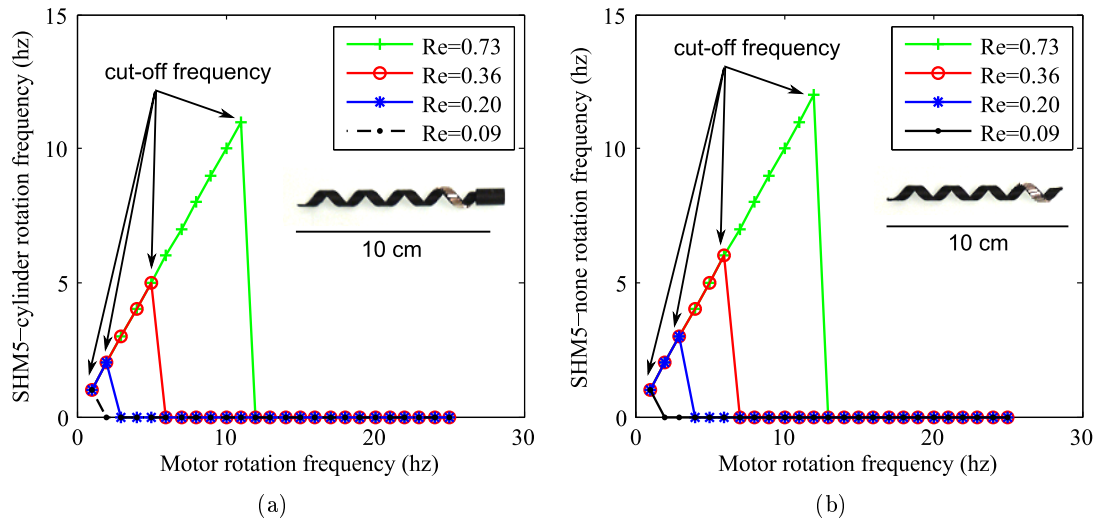 15
10
5
0
0
10
20
30
SHM5−cylinder rotation frequency (hz)
Motor rotation frequency (hz)
cut-off frequency
Re=0.73
Re=0.36
Re=0.20
Re=0.09
10 cm
(a)
15
10
5
0
0
10
20
30
SHM5−none rotation frequency (hz)
Motor rotation frequency (hz)
cut-off frequency
Re=0.73
Re=0.36
Re=0.20
Re=0.09
10 cm
(b)